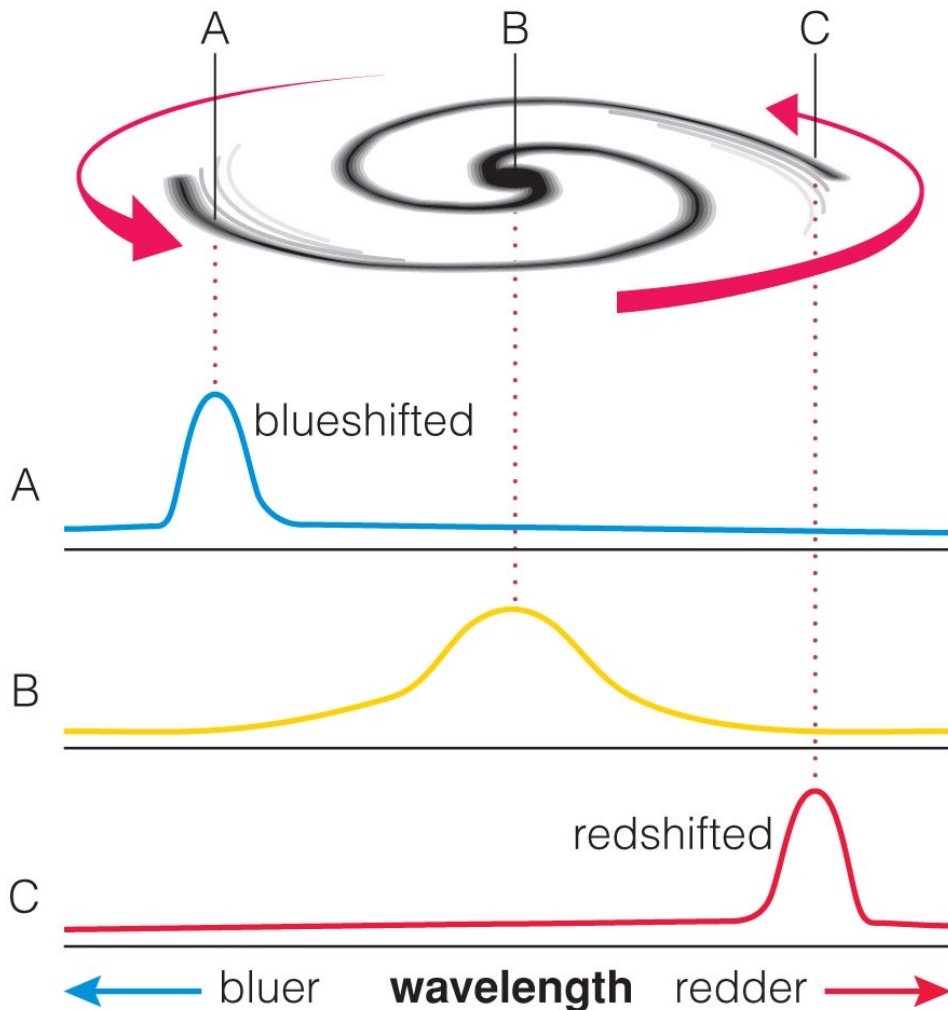 A B C
blueshifted
A
B
redshifted
C
bluer wavelength redder